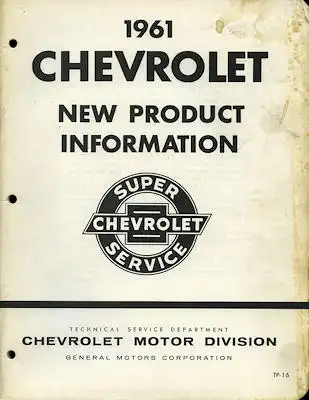 1961
CHEVROLET
NEW PRODUCT
INFORMATION
SUPER
CHEVROLET
SERVICE
TECHNICAL SERVICE DEPARTMENT
CHEVROLET MOTOR DIVISION
GENERAL MOTORS CORPORATION
TP-16